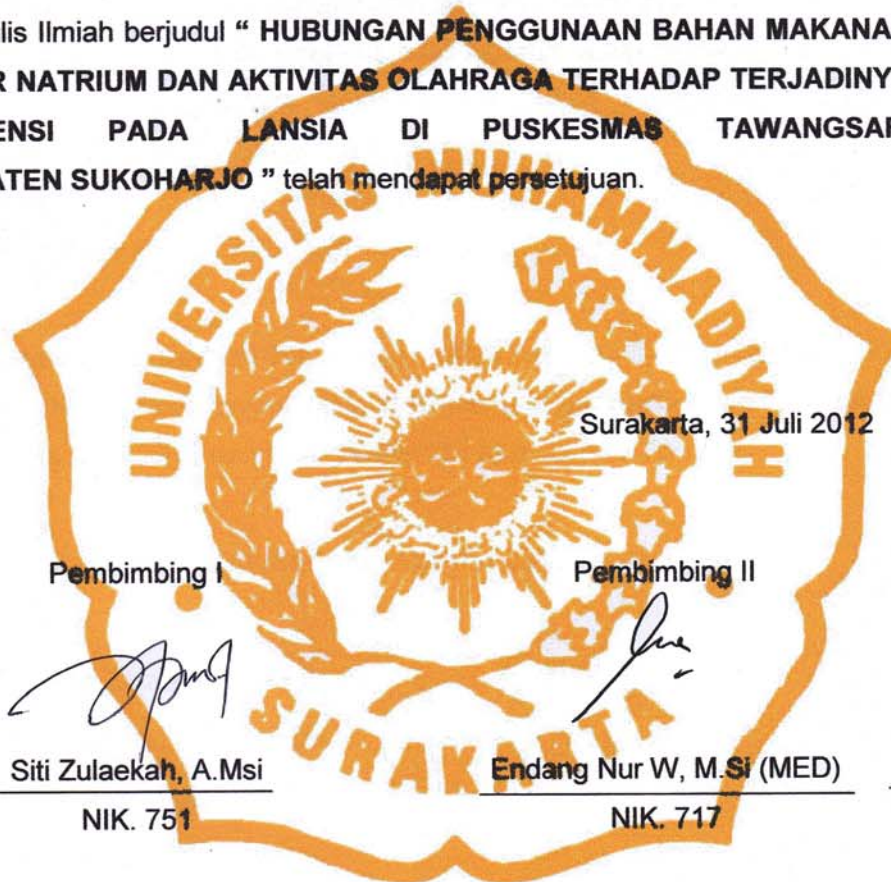 lis Ilmiah berjudul “ HUBUNGAN PENGGUNAAN BAHAN MAKANA
R NATRIUM DAN AKTIVITAS OLAHRAGA TERHADAP TERJADINY
ENSI PADA LANSIA DI PUSKESMAS TAWANGSAR
ATEN SUKOHARJO ” telah mendapat persetujuan.
UNIVERSITAS MUHAMMADIYAH
SURAKARTA
Surakarta, 31 Juli 2012
Pembimbing I
Pembimbing II
Siti Zulaekah, A.Msi
Endang Nur W, M.Si (MED)
NIK. 751
NIK. 717